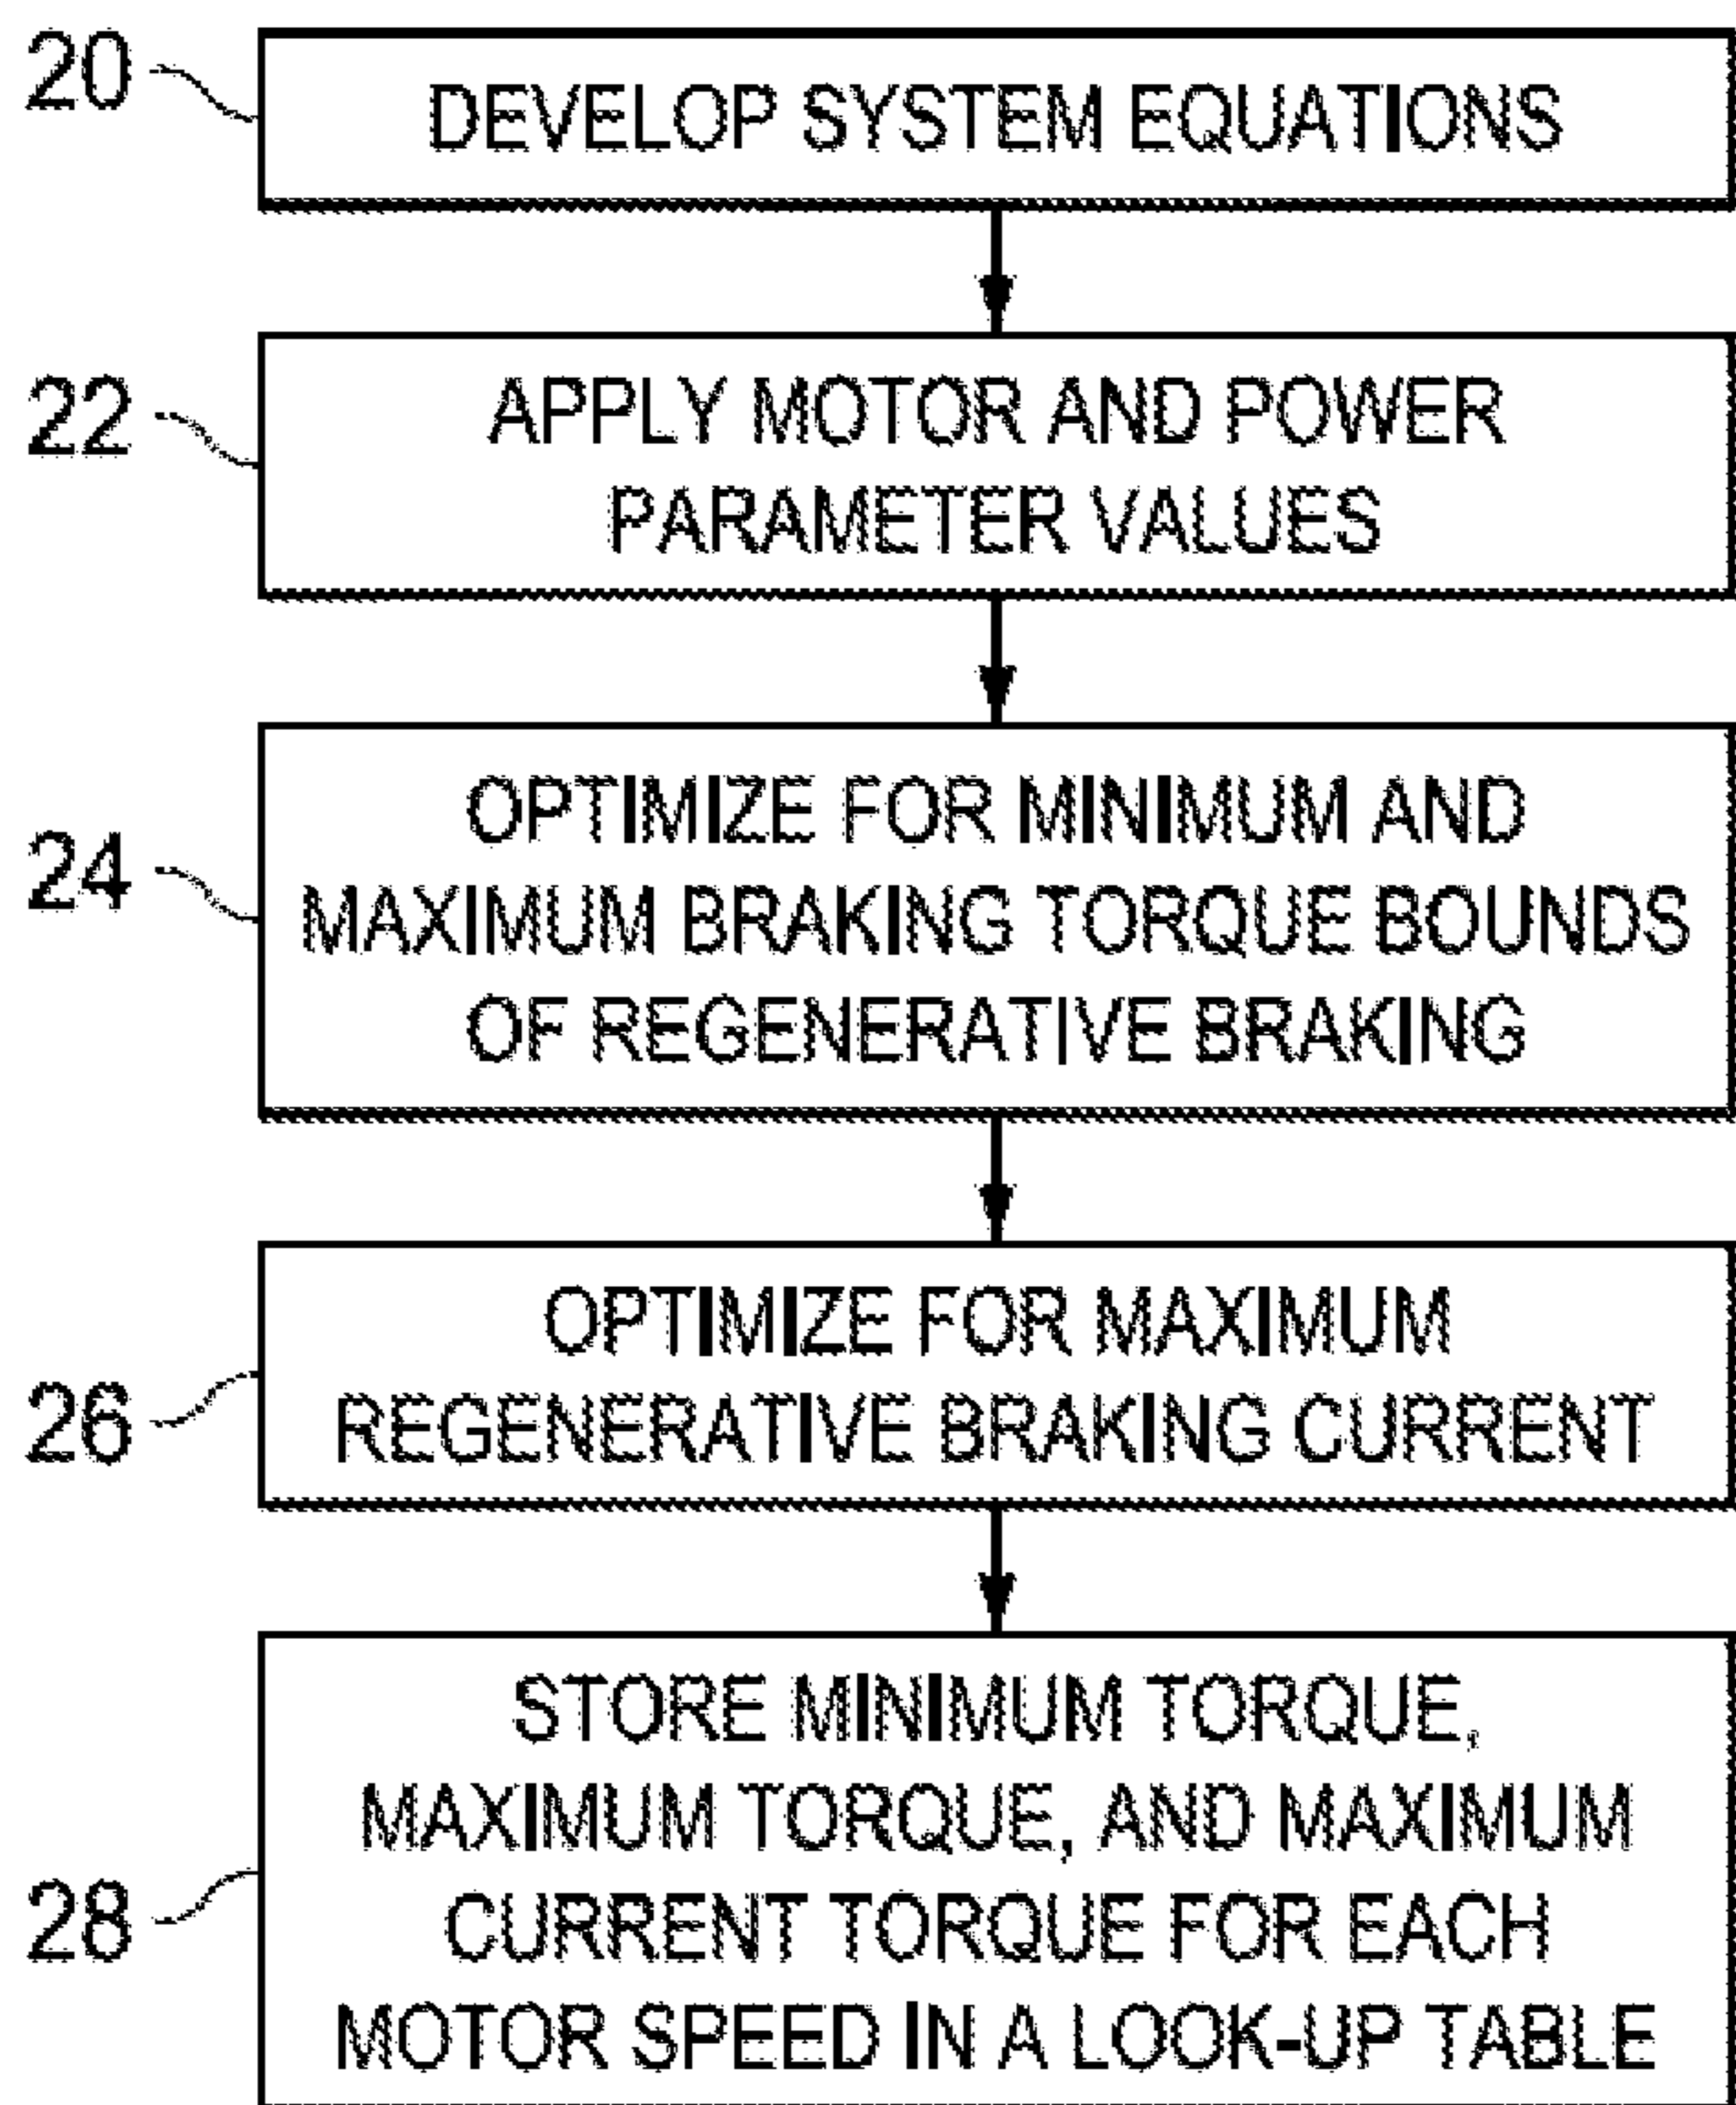 20
DEVELOP SYSTEM EQUATIONS
22
APPLY MOTOR AND POWER
PARAMETER VALUES
24
OPTIMIZE FOR MINIMUM AND
MAXIMUM BRAKING TORQUE BOUNDS
OF REGENERATIVE BRAKING
26
OPTIMIZE FOR MAXIMUM
REGENERATIVE BRAKING CURRENT
28
STORE MINIMUM TORQUE,
MAXIMUM TORQUE, AND MAXIMUM
CURRENT TORQUE FOR EACH
MOTOR SPEED IN A LOOK-UP TABLE